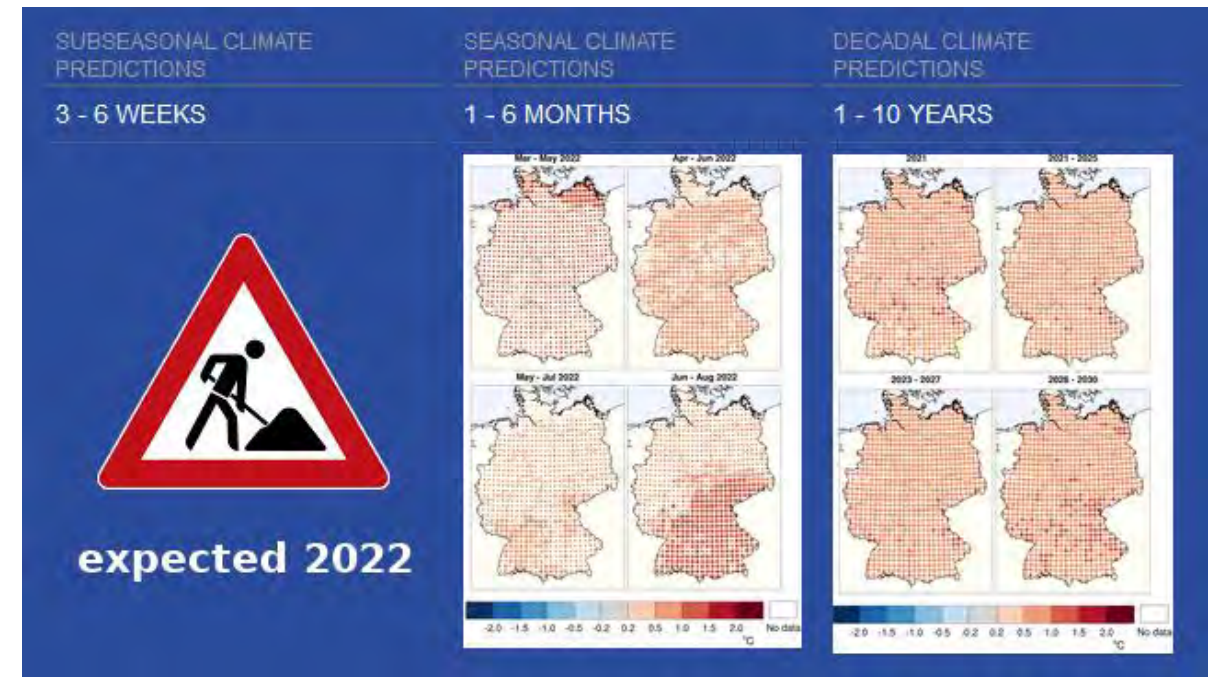 SUBSEASONAL CLIMATE
PREDICTIONS
3 - 6 WEEKS
expected 2022
SEASONAL CLIMATE
PREDICTIONS
1 - 6 MONTHS
Mar - May 2022
Apr - Jun 2022
May - Jul 2022
Jun - Aug 2022
-2.0 -1.5 -1.0 -0.5 -0.2 0.2 0.5 1.0 1.5 2.0 No data
°C
DECADAL CLIMATE
PREDICTIONS
1 - 10 YEARS
2021
2021 - 2025
2023 - 2027
2026 - 2030
-2.0 -1.5 -1.0 -0.5 -0.2 0.2 0.5 1.0 1.5 2.0 No data
°C